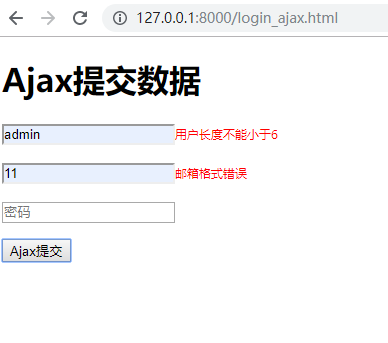 127.0.0.1:8000/login_ajax.html
Ajax提交数据
admin 用户长度不能小于6
11 邮箱格式错误
密码
Ajax提交